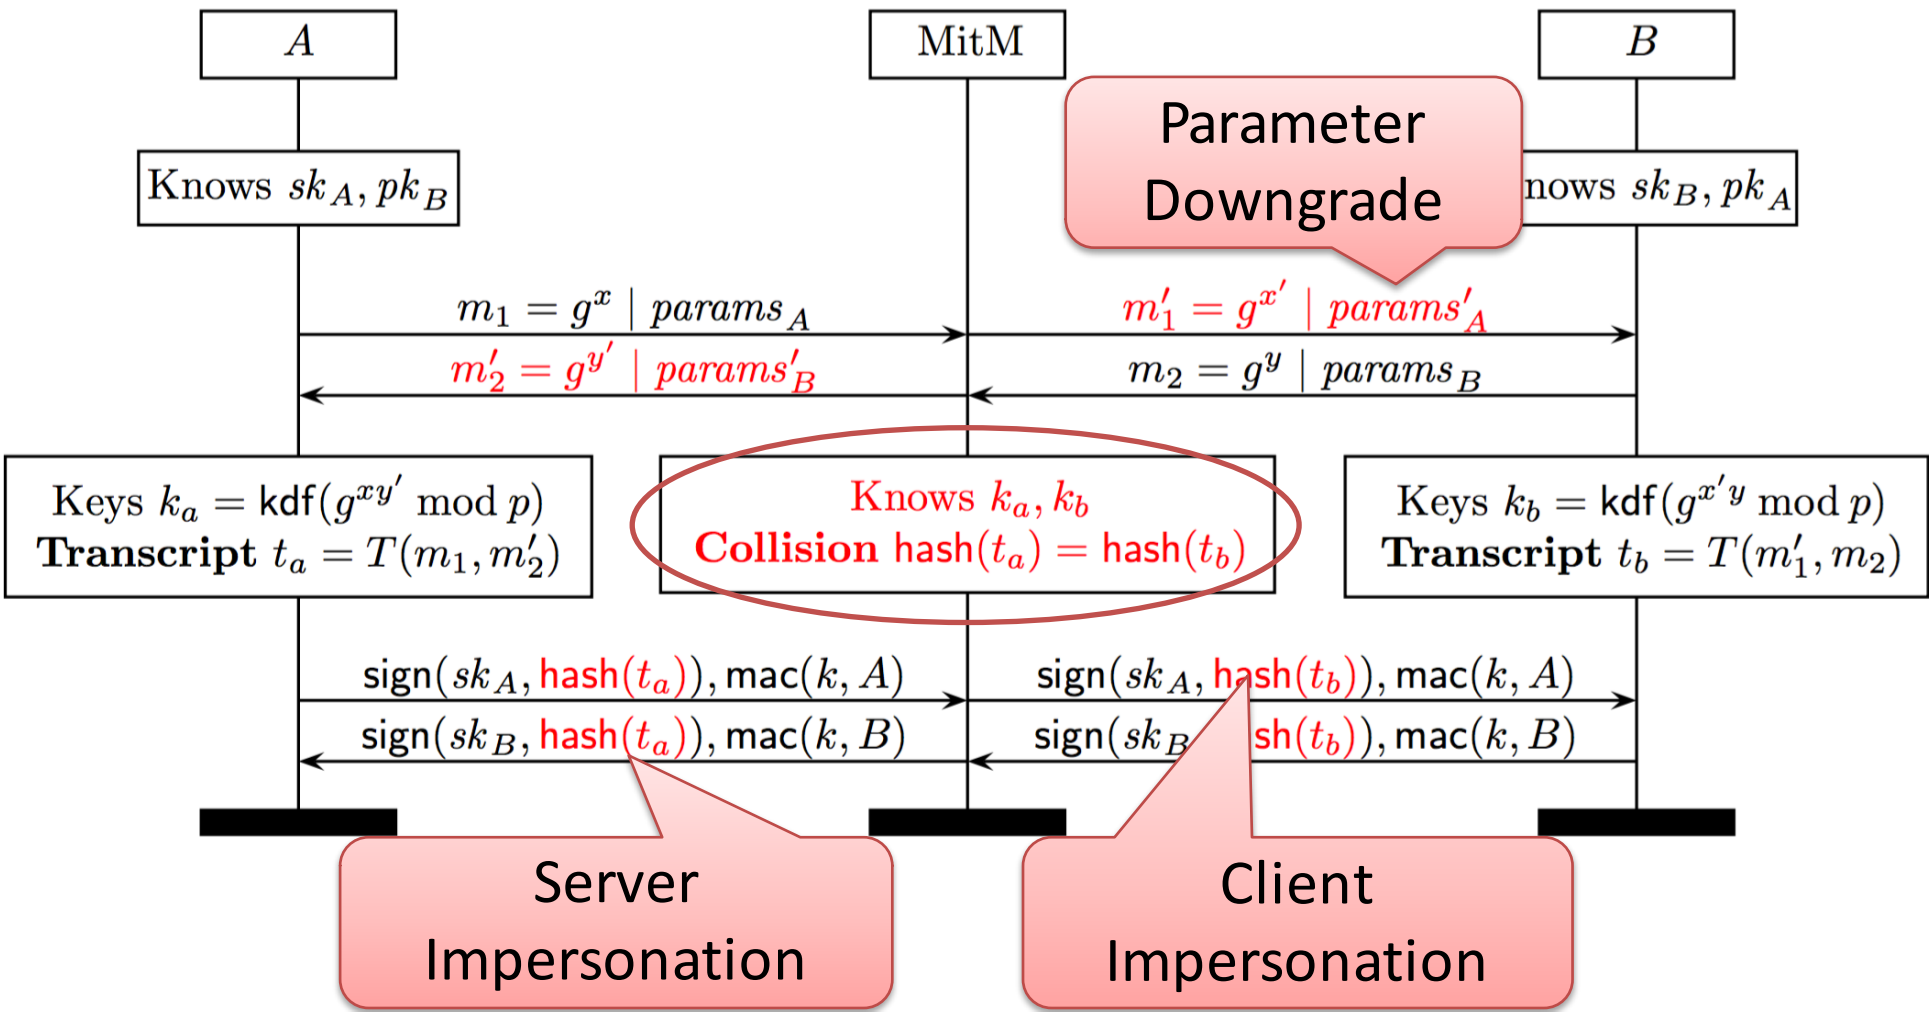 A
MitM
B
Parameter
Downgrade
Knows sk_A, pk_B
nows sk_B, pk_A
m_1 = g^x | params_A
m'_1 = g^{x'} | params'_A
m'_2 = g^{y'} | params'_B
m_2 = g^y | params_B
Keys k_a = kdf(g^{xy'} mod p)
Transcript t_a = T(m_1, m'_2)
Knows k_a, k_b
Collision hash(t_a) = hash(t_b)
Keys k_b = kdf(g^{x'y} mod p)
Transcript t_b = T(m'_1, m_2)
sign(sk_A, hash(t_a)), mac(k, A)
sign(sk_A, hash(t_b)), mac(k, A)
sign(sk_B, hash(t_a)), mac(k, B)
sign(sk_B sh(t_b)), mac(k, B)
Server
Impersonation
Client
Impersonation